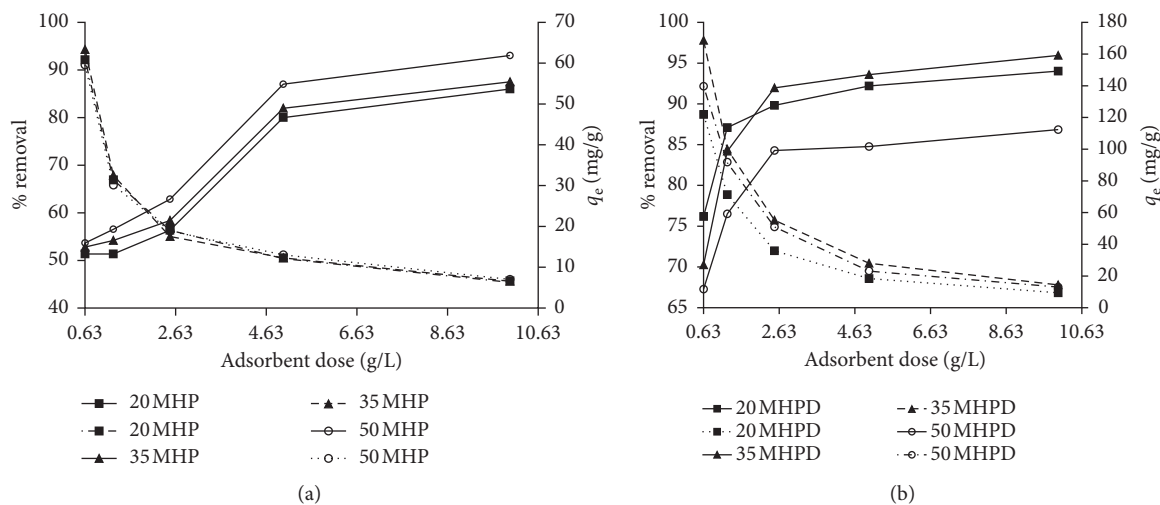 100
90
80
70
60
50
40
% removal
70
60
50
40
30
20
10
0
qe (mg/g)
0.63 2.63 4.63 6.63 8.63 10.63
Adsorbent dose (g/L)
20 MHP
20 MHP
35 MHP
35 MHP
50 MHP
50 MHP
(a)
100
95
90
85
80
75
70
65
% removal
180
160
140
120
100
80
60
40
20
0
qe (mg/g)
0.63 2.63 4.63 6.63 8.63 10.63
Adsorbent dose (g/L)
20 MHPD
20 MHPD
35 MHPD
35 MHPD
50 MHPD
50 MHPD
(b)